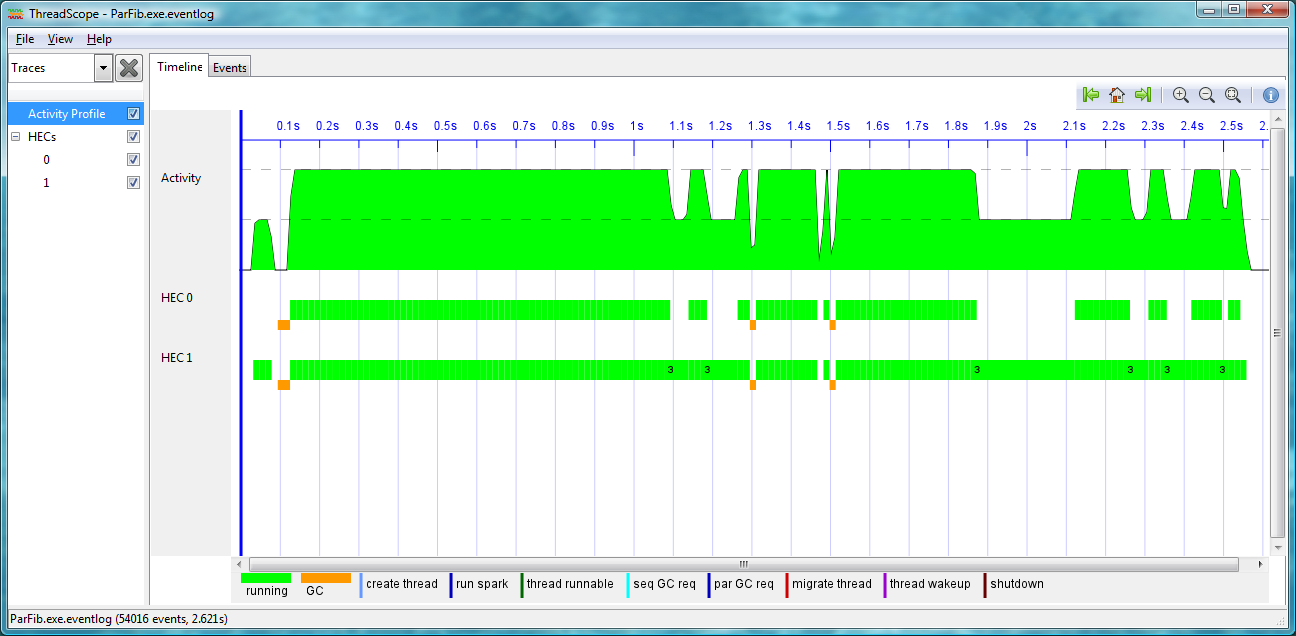 ThreadScope - ParFib.exe.eventlog
File View Help
Traces
Timeline Events
Activity Profile
HECs
0
1
0.1s 0.2s 0.3s 0.4s 0.5s 0.6s 0.7s 0.8s 0.9s 1s 1.1s 1.2s 1.3s 1.4s 1.5s 1.6s 1.7s 1.8s 1.9s 2s 2.1s 2.2s 2.3s 2.4s 2.5s 2.
Activity
HEC 0
HEC 1
3 3 3 3 3 3
running GC create thread run spark thread runnable seq GC req par GC req migrate thread thread wakeup shutdown
ParFib.exe.eventlog (54016 events, 2.621s)